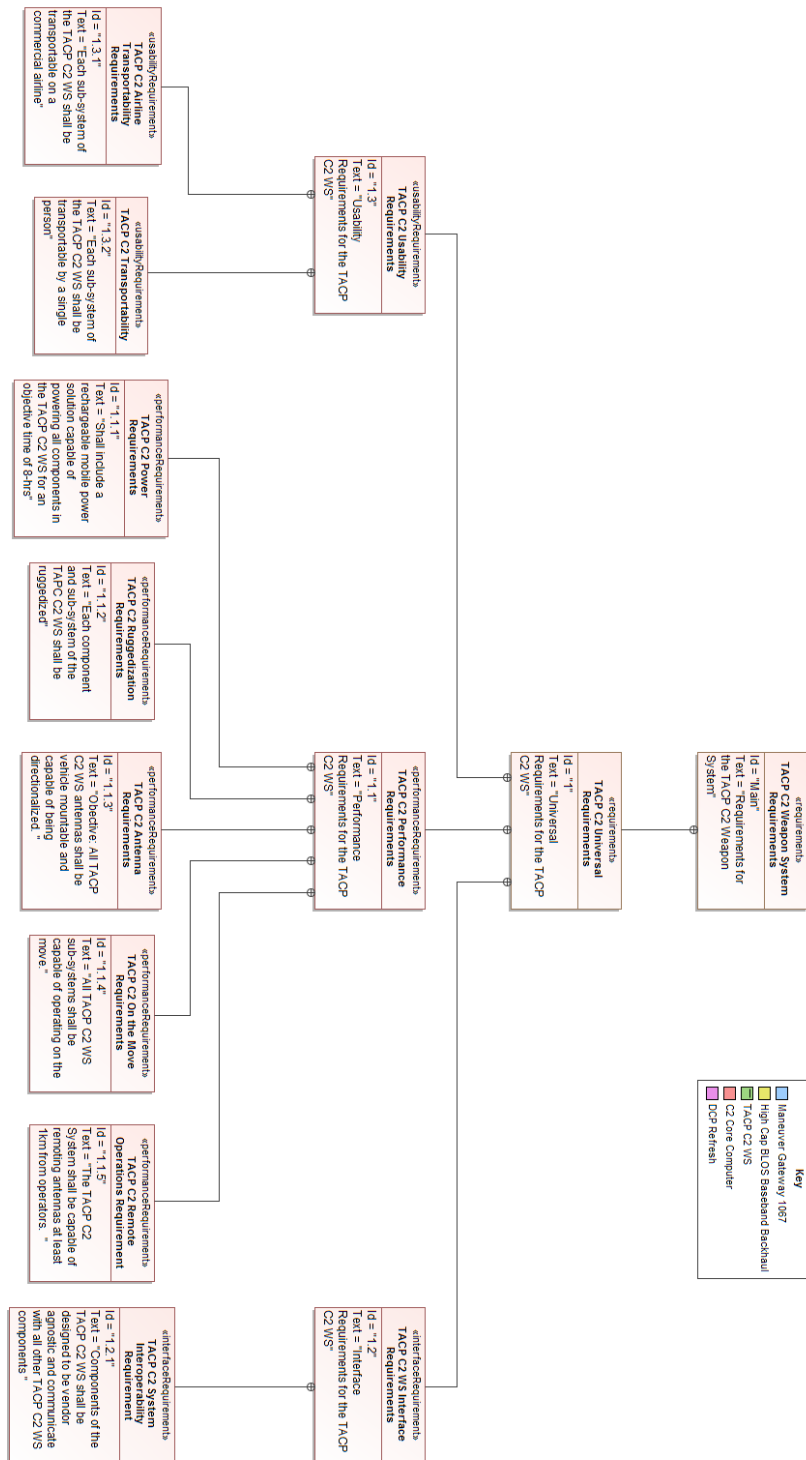 «requirement»
TACP C2 Weapon System
Requirements
Id = "Main"
Text = "Requirements for
the TACP C2 Weapon
System"
Key
Maneuver Gateway 1067
High Cap BLOS Baseband Backhaul
TACP C2 WS
C2 Core Computer
DCP Refresh
«requirement»
TACP C2 Universal
Requirements
Id = "1"
Text = "Universal
Requirements for the TACP
C2 WS"
«usabilityRequirement»
TACP C2 Usability
Requirements
Id = "1.3"
Text = "Usability
Requirements for the TACP
C2 WS"
«performanceRequirement»
TACP C2 Performance
Requirements
Id = "1.1"
Text = "Performance
Requirements for the TACP
C2 WS"
«interfaceRequirement»
TACP C2 WS Interface
Requirements
Id = "1.2"
Text = "Interface
Requirements for the TACP
C2 WS"
«usabilityRequirement»
TACP C2 Airline
Transportability
Requirements
Id = "1.3.1"
Text = "Each sub-system of
the TACP C2 WS shall be
transportable on a
commercial airline"
«usabilityRequirement»
TACP C2 Transportability
Id = "1.3.2"
Text = "Each sub-system of
the TACP C2 WS shall be
transportable by a single
person"
«performanceRequirement»
TACP C2 Power
Requirements
Id = "1.1.1"
Text = "Shall include a
rechargeable mobile power
solution capable of
powering all components in
the TACP C2 WS for an
objective time of 8-hrs"
«performanceRequirement»
TACP C2 Ruggedization
Requirements
Id = "1.1.2"
Text = "Each component
and sub-system of the
TAPC C2 WS shall be
ruggedized"
«performanceRequirement»
TACP C2 Antenna
Requirements
Id = "1.1.3"
Text = "Obective: All TACP
C2 WS antennas shall be
vehicle mountable and
capable of being
directionalized. "
«performanceRequirement»
TACP C2 On the Move
Requirements
Id = "1.1.4"
Text = "All TACP C2 WS
sub-systems shall be
capable of operating on the
move."
«performanceRequirement»
TACP C2 Remote
Operations Requirement
Id = "1.1.5"
Text = "The TACP C2
System shall be capable of
remoting antennas at least
1km from operators. "
«interfaceRequirement»
TACP C2 System
Interoperability
Requirement
Id = "1.2.1"
Text = "Components of the
TACP C2 WS shall be
designed to be vendor
agnostic and communicate
with all other TACP C2 WS
components "